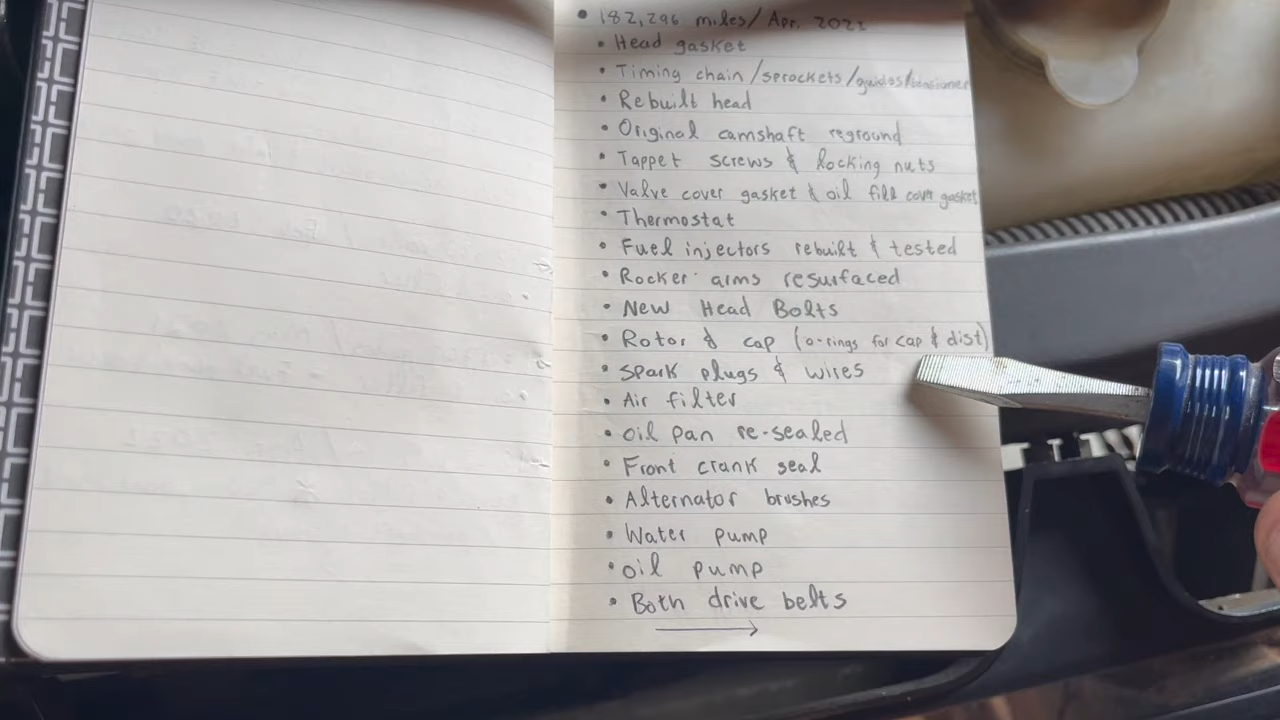 • 182,296 miles/Apr. 2022
• Head gasket
• Timing chain/sprockets/guides/tensioner
• Rebuilt head
• Original camshaft reground
• Tappet screws & locking nuts
• Valve cover gasket & oil fill cover gasket
• Thermostat
• Fuel injectors rebuilt & tested
• Rocker arms resurfaced
• New Head Bolts
• Rotor & cap (o-rings for cap & dist)
• Spark plugs & wires
• Air filter
• Oil pan re-sealed
• Front crank seal
• Alternator brushes
• Water pump
• Oil pump
• Both drive belts
→